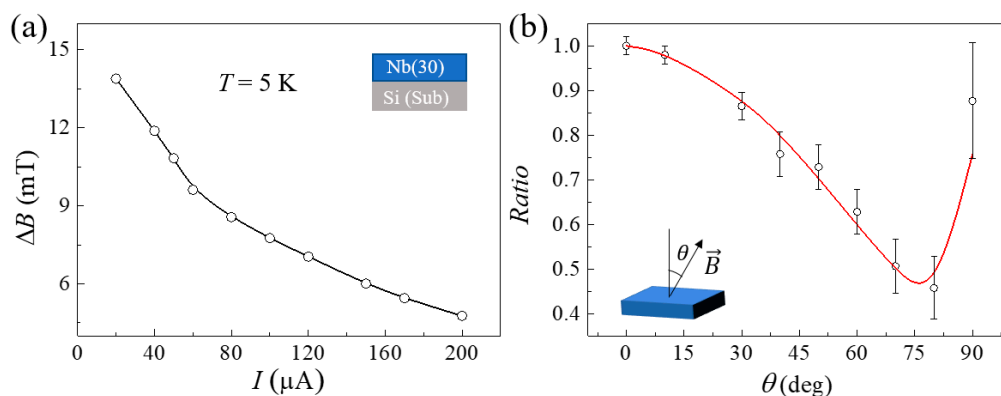 (a)
15
12
9
6
ΔB (mT)
T = 5 K
Nb(30)
Si (Sub)
0 40 80 120 160 200
I (μA)
(b)
1.0
0.9
0.8
0.7
0.6
0.5
0.4
Ratio
θ
B⃗
0 15 30 45 60 75 90
θ (deg)